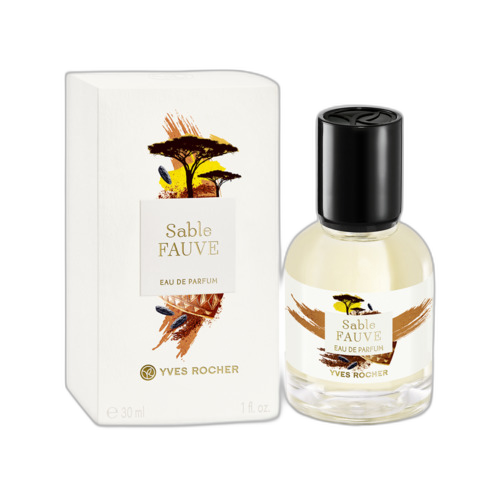 Sable
FAUVE
EAU DE PARFUM
YVES ROCHER
℮ 30 ml 1 fl. oz
Sable
FAUVE
EAU DE PARFUM
YVES ROCHER